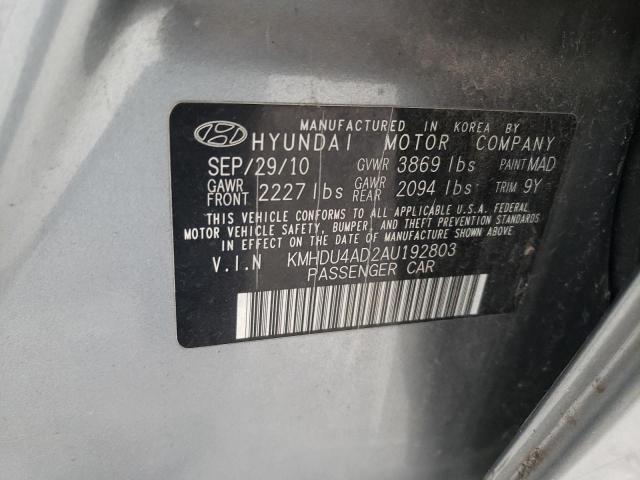 MANUFACTURED IN KOREA BY
HYUNDAI MOTOR COMPANY
SEP/29/10 GVWR 3869 lbs PAINT MAD
GAWR FRONT 2227 lbs GAWR REAR 2094 lbs TRIM 9Y
THIS VEHICLE CONFORMS TO ALL APPLICABLE U.S.A. FEDERAL
MOTOR VEHICLE SAFETY, BUMPER, AND THEFT PREVENTION STANDARDS
IN EFFECT ON THE DATE OF MANUFACTURE SHOWN ABOVE.
V.I.N KMHDU4AD2AU192803
PASSENGER CAR